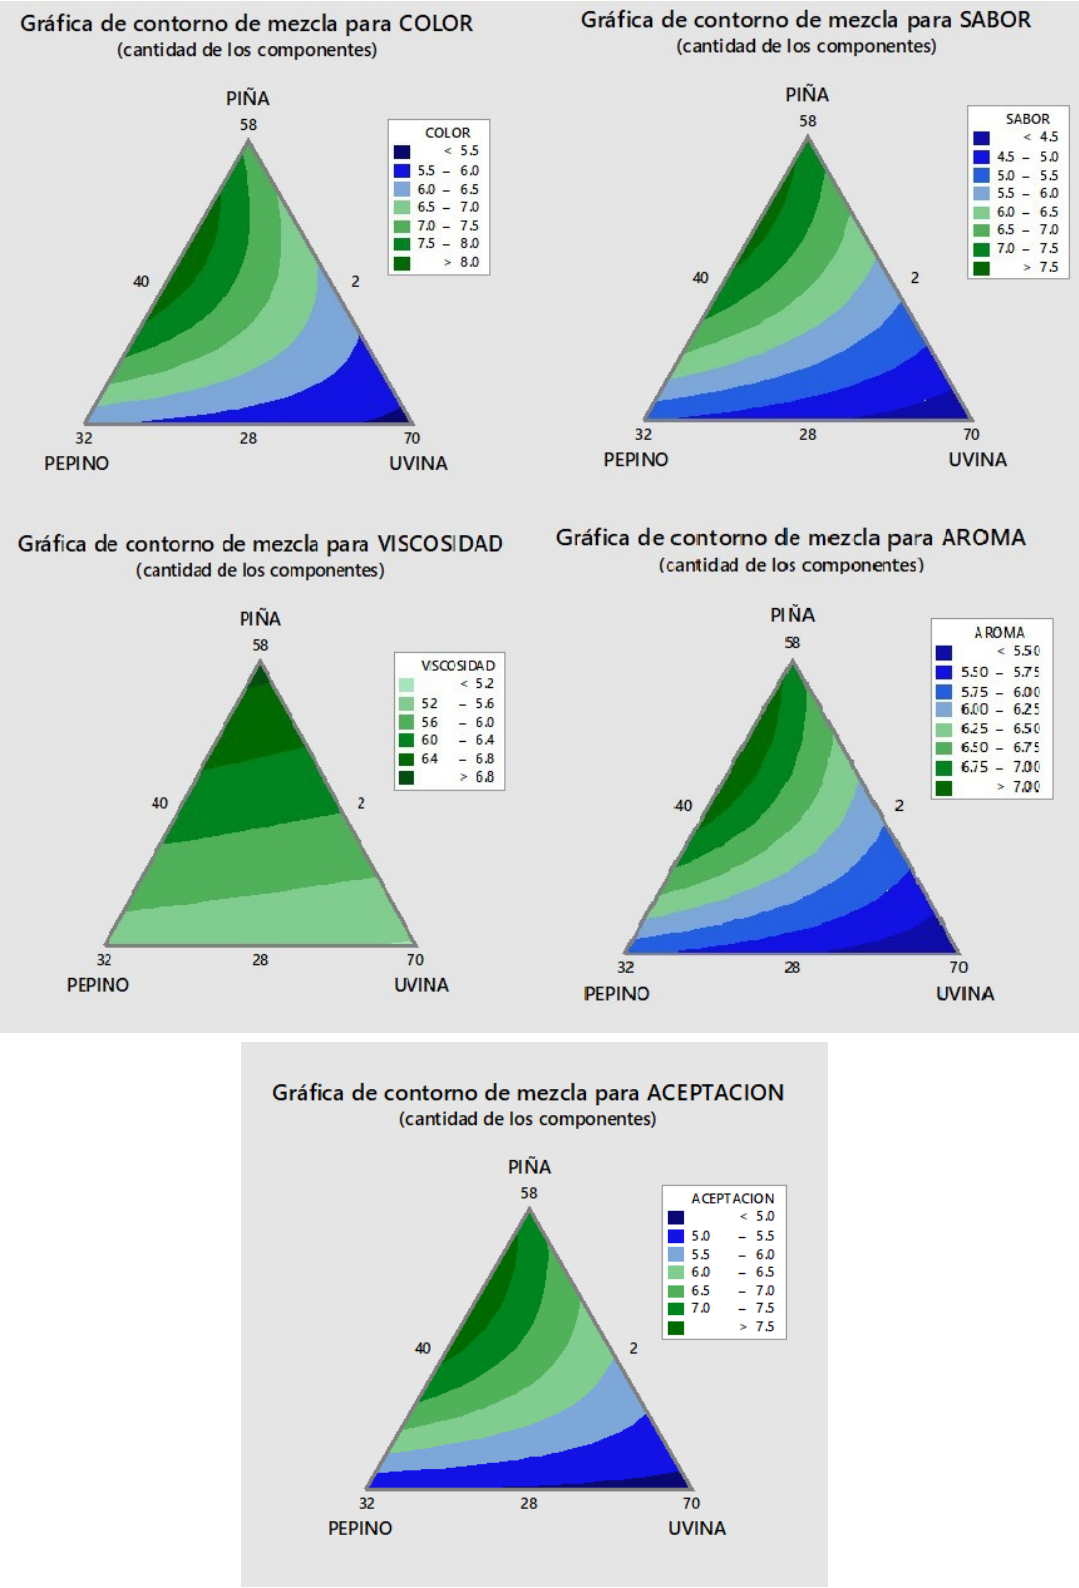 Gráfica de contorno de mezcla para COLOR
(cantidad de los componentes)
PIÑA
58
COLOR
< 5.5
5.5 – 6.0
6.0 – 6.5
6.5 – 7.0
7.0 – 7.5
7.5 – 8.0
> 8.0
40
2
32
28
70
PEPINO
UVINA
Gráfica de contorno de mezcla para SABOR
(cantidad de los componentes)
PIÑA
58
SABOR
< 4.5
4.5 – 5.0
5.0 – 5.5
5.5 – 6.0
6.0 – 6.5
6.5 – 7.0
7.0 – 7.5
> 7.5
40
2
32
28
70
PEPINO
UVINA
Gráfica de contorno de mezcla para VISCOSIDAD
(cantidad de los componentes)
PIÑA
58
VISCOSIDAD
< 5.2
5.2 – 5.6
5.6 – 6.0
6.0 – 6.4
6.4 – 6.8
> 6.8
40
2
32
28
70
PEPINO
UVINA
Gráfica de contorno de mezcla para AROMA
(cantidad de los componentes)
PIÑA
58
AROMA
< 5.50
5.50 – 5.75
5.75 – 6.00
6.00 – 6.25
6.25 – 6.50
6.50 – 6.75
6.75 – 7.00
> 7.00
40
2
32
28
70
PEPINO
UVINA
Gráfica de contorno de mezcla para ACEPTACION
(cantidad de los componentes)
PIÑA
58
ACEPTACION
< 5.0
5.0 – 5.5
5.5 – 6.0
6.0 – 6.5
6.5 – 7.0
7.0 – 7.5
> 7.5
40
2
32
28
70
PEPINO
UVINA